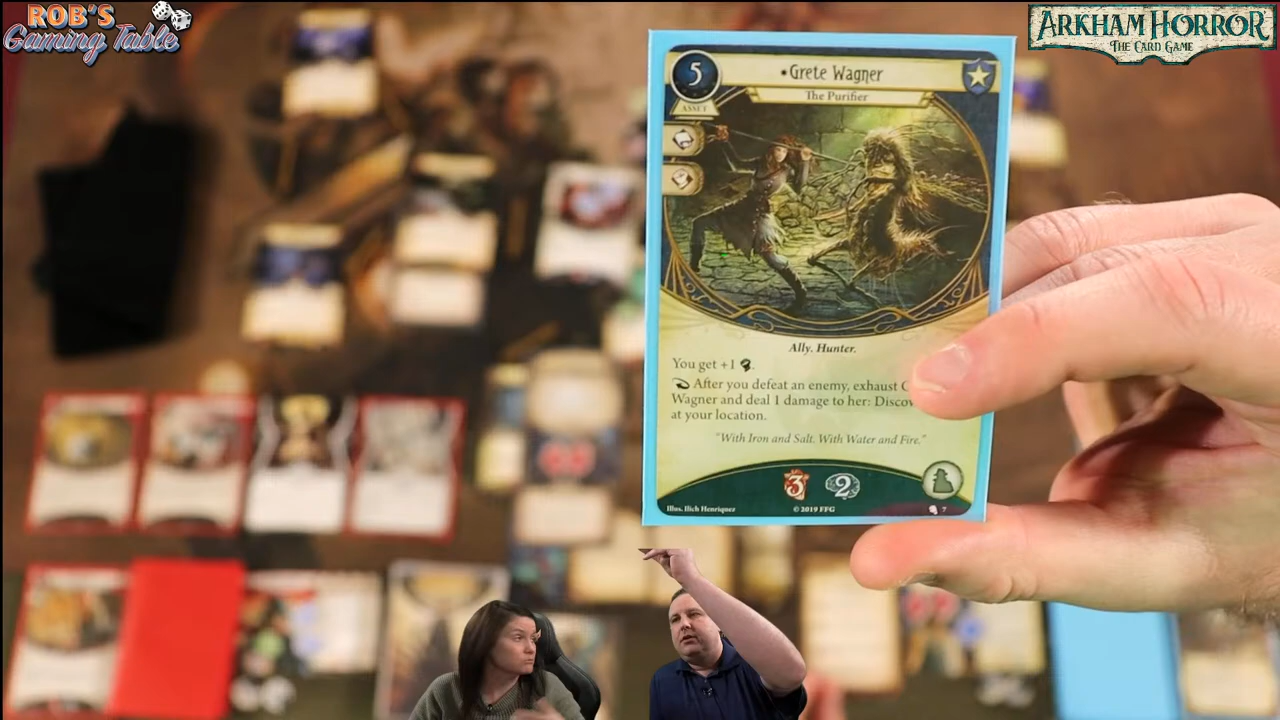 ROB'S
Gaming Table
ARKHAM HORROR
THE CARD GAME
5
ASSET
Grete Wagner
The Purifier
Ally. Hunter.
You get +1
After you defeat an enemy, exhaust
Wagner and deal 1 damage to her:
at your location.
"With Iron and Salt. With Water and Fire."
3
2
Illus. Ilich Henriquez
© 2019 FFG
7